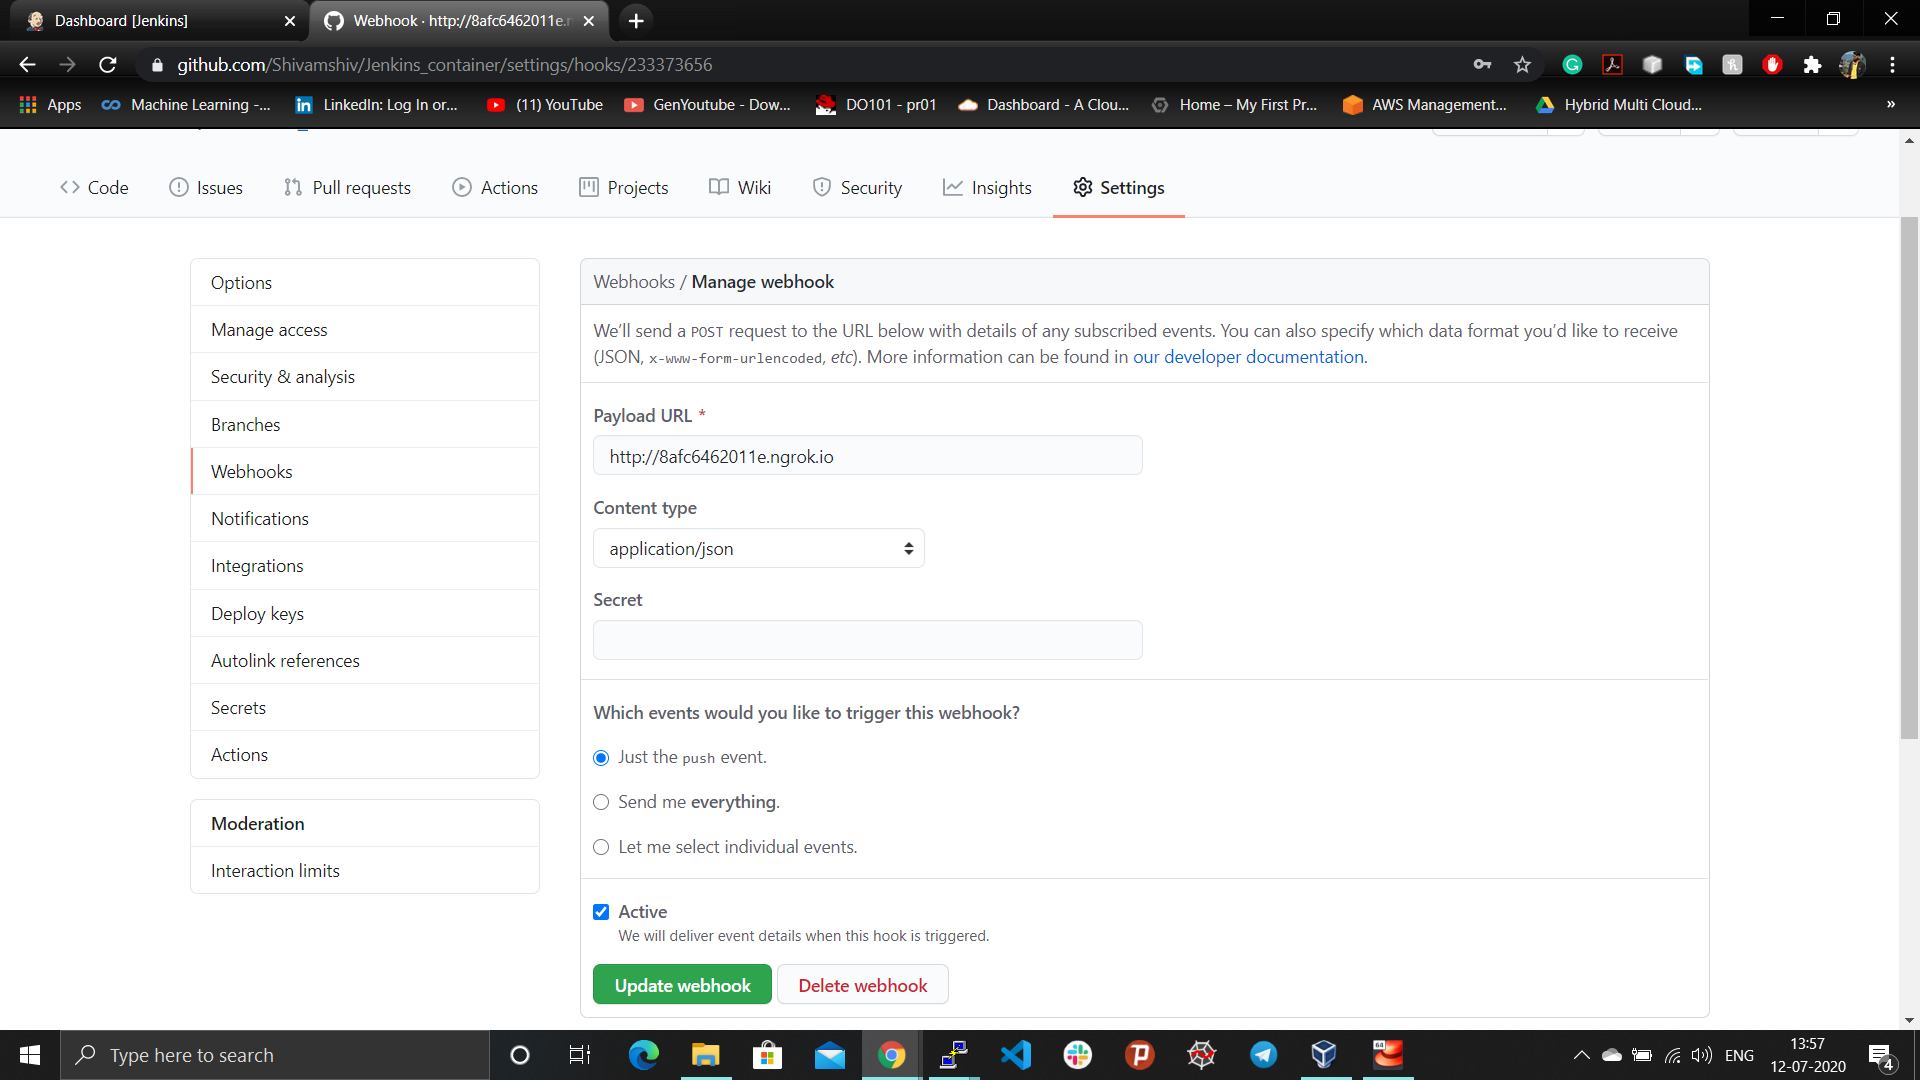 Dashboard [Jenkins]
Webhook · http://8afc6462011e.n
github.com/Shivamshiv/Jenkins_container/settings/hooks/233373656
Apps
Machine Learning -...
LinkedIn: Log In or...
(11) YouTube
GenYoutube - Dow...
DO101 - pr01
Dashboard - A Clou...
Home – My First Pr...
AWS Management...
Hybrid Multi Cloud...
»
Code
Issues
Pull requests
Actions
Projects
Wiki
Security
Insights
Settings
Options
Manage access
Security & analysis
Branches
Webhooks
Notifications
Integrations
Deploy keys
Autolink references
Secrets
Actions
Moderation
Interaction limits
Webhooks / Manage webhook
We'll send a POST request to the URL below with details of any subscribed events. You can also specify which data format you'd like to receive
(JSON, x-www-form-urlencoded, etc). More information can be found in our developer documentation.
Payload URL *
http://8afc6462011e.ngrok.io
Content type
application/json
Secret
Which events would you like to trigger this webhook?
Just the push event.
Send me everything.
Let me select individual events.
Active
We will deliver event details when this hook is triggered.
Update webhook
Delete webhook
Type here to search
64
ENG
13:57
12-07-2020
4